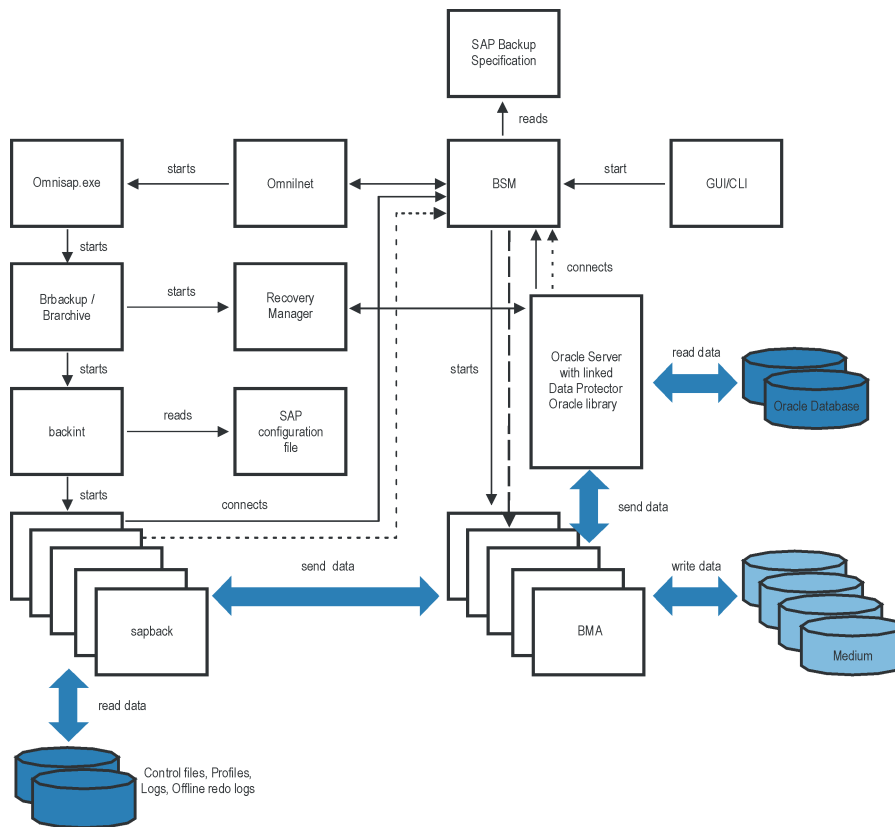 SAP Backup
Specification
reads
Omnisap.exe
starts
OmniInet
BSM
start
GUI/CLI
starts
connects
Brbackup /
Brarchive
starts
Recovery
Manager
Oracle Server
with linked
Data Protector
Oracle library
read data
Oracle Database
starts
starts
backint
reads
SAP
configuration
file
starts
connects
send data
send data
write data
sapback
BMA
Medium
read data
Control files, Profiles,
Logs, Offline redo logs